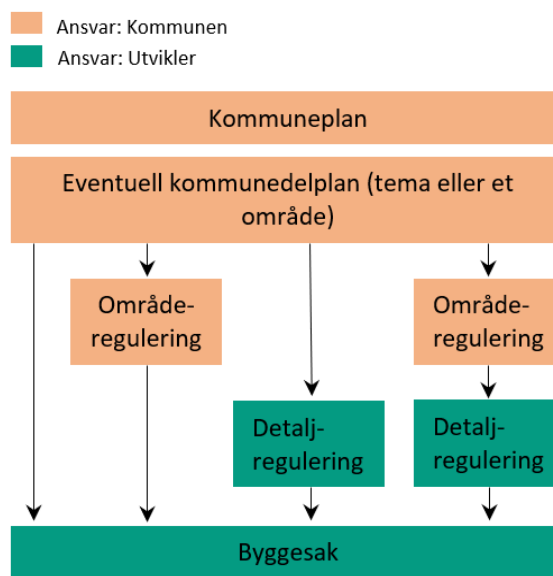 Ansvar: Kommunen
Ansvar: Utvikler
Kommuneplan
Eventuell kommunedelplan (tema eller et
område)
Område-
regulering
Område-
regulering
Detalj-
regulering
Detalj-
regulering
Byggesak